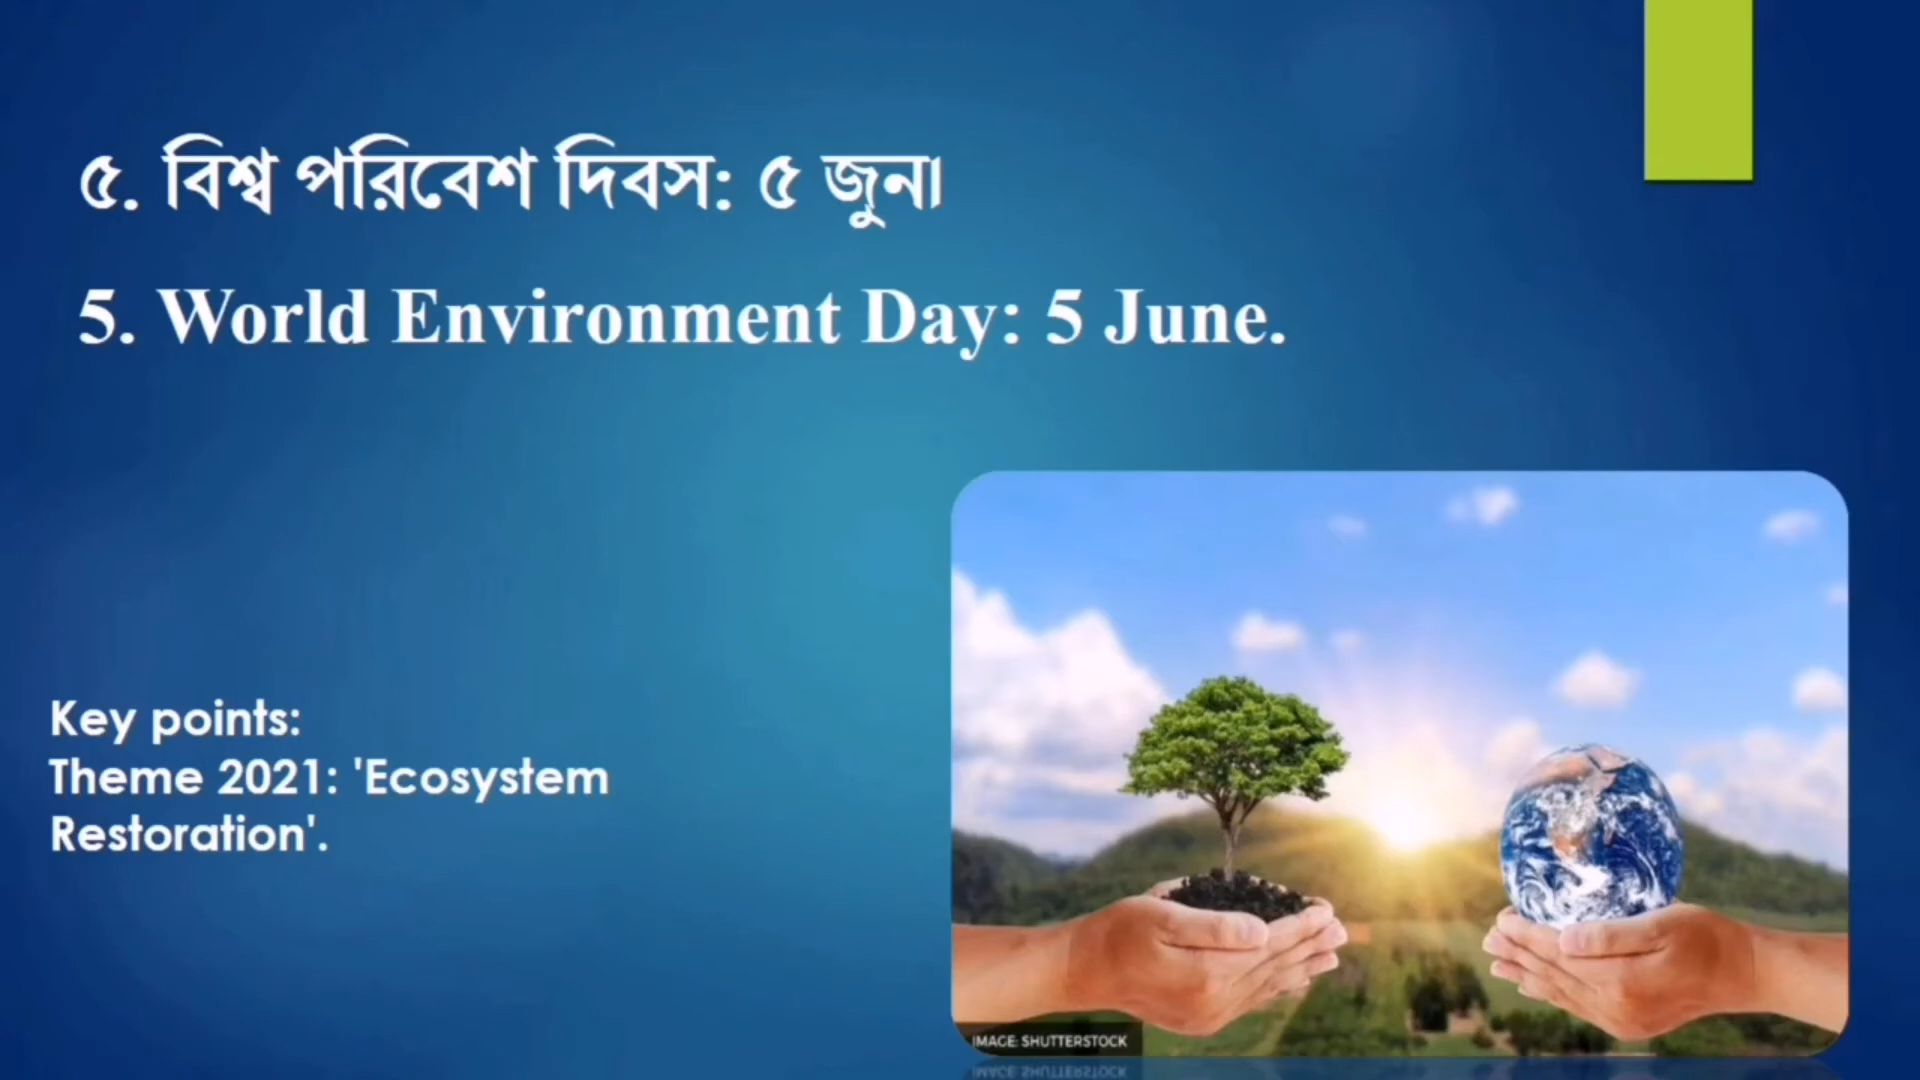 ৫. বিশ্ব পরিবেশ দিবস: ৫ জুন।
5. World Environment Day: 5 June.
Key points:
Theme 2021: 'Ecosystem
Restoration'.
IMAGE: SHUTTERSTOCK